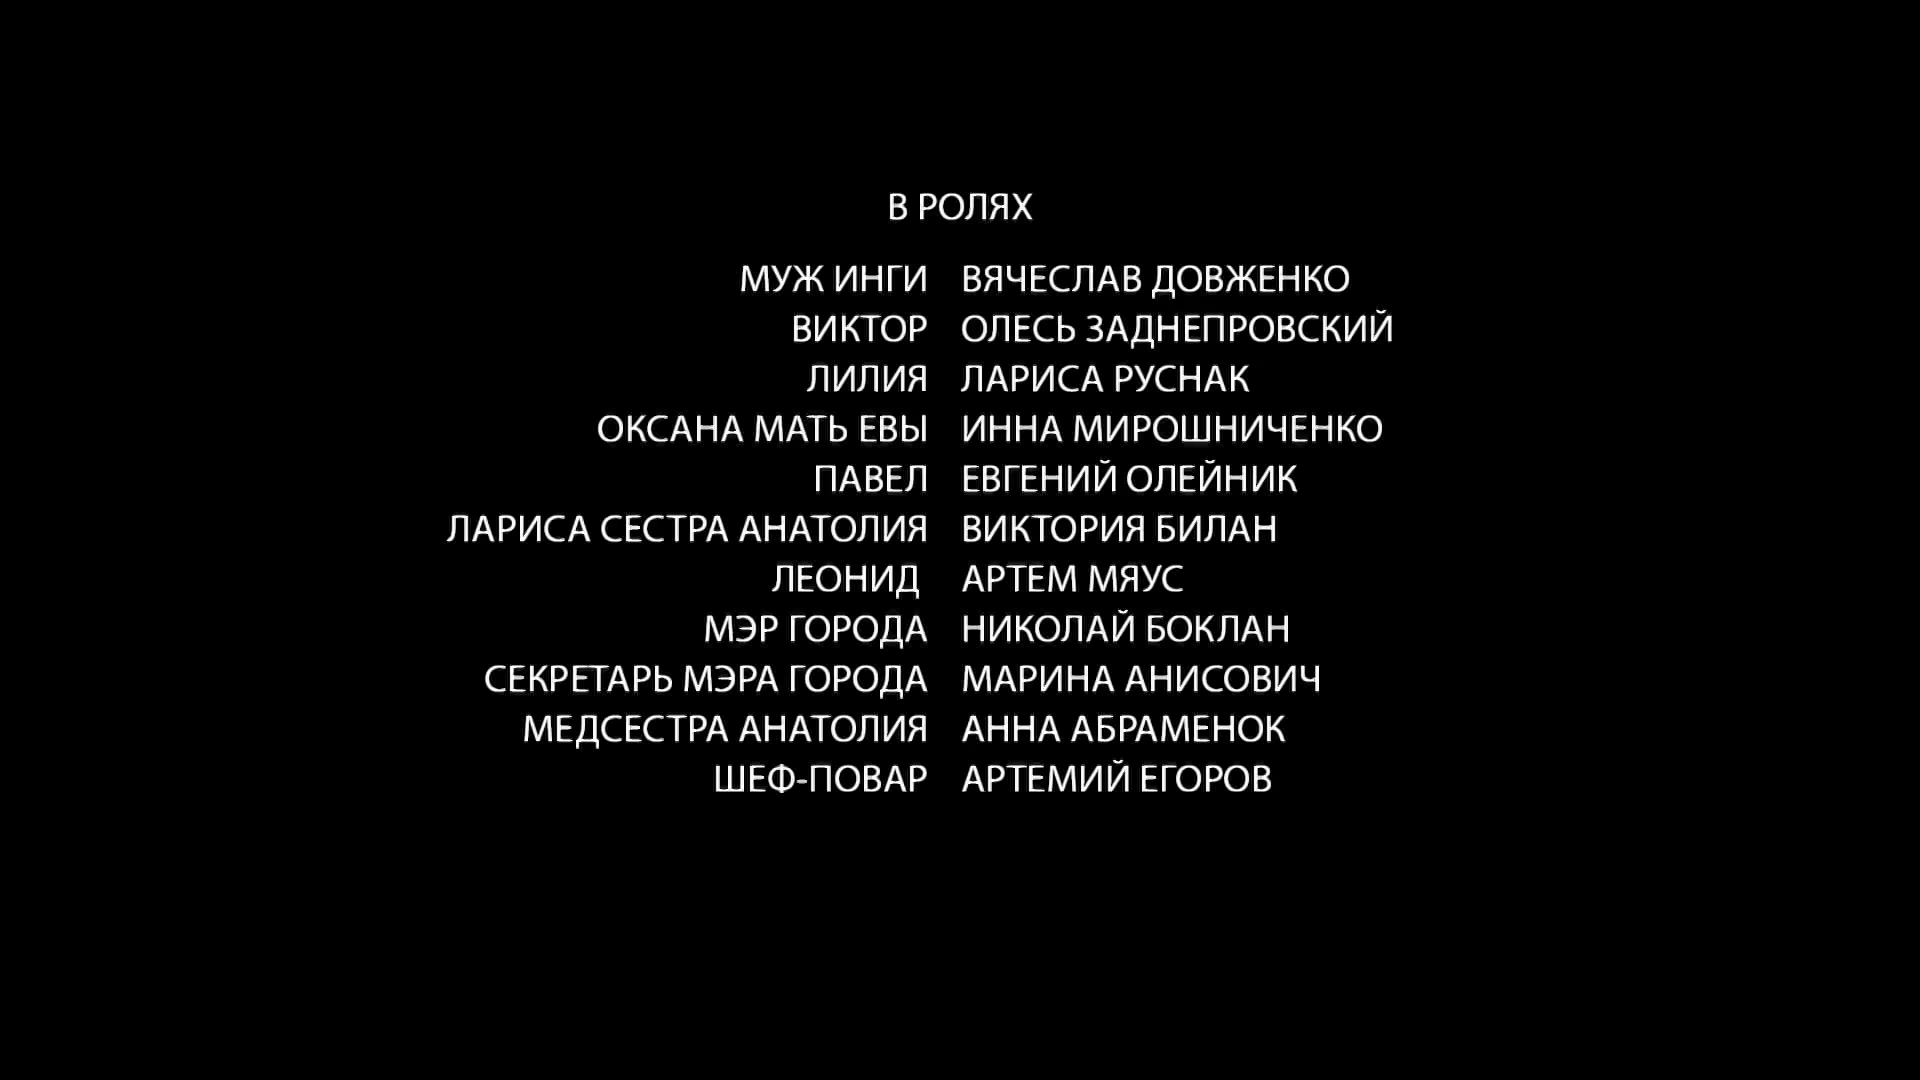 В РОЛЯХ
МУЖ ИНГИ ВЯЧЕСЛАВ ДОВЖЕНКО
ВИКТОР ОЛЕСЬ ЗАДНЕПРОВСКИЙ
ЛИЛИЯ ЛАРИСА РУСНАК
ОКСАНА МАТЬ ЕВЫ ИННА МИРОШНИЧЕНКО
ПАВЕЛ ЕВГЕНИЙ ОЛЕЙНИК
ЛАРИСА СЕСТРА АНАТОЛИЯ ВИКТОРИЯ БИЛАН
ЛЕОНИД АРТЕМ МЯУС
МЭР ГОРОДА НИКОЛАЙ БОКЛАН
СЕКРЕТАРЬ МЭРА ГОРОДА МАРИНА АНИСОВИЧ
МЕДСЕСТРА АНАТОЛИЯ АННА АБРАМЕНОК
ШЕФ-ПОВАР АРТЕМИЙ ЕГОРОВ